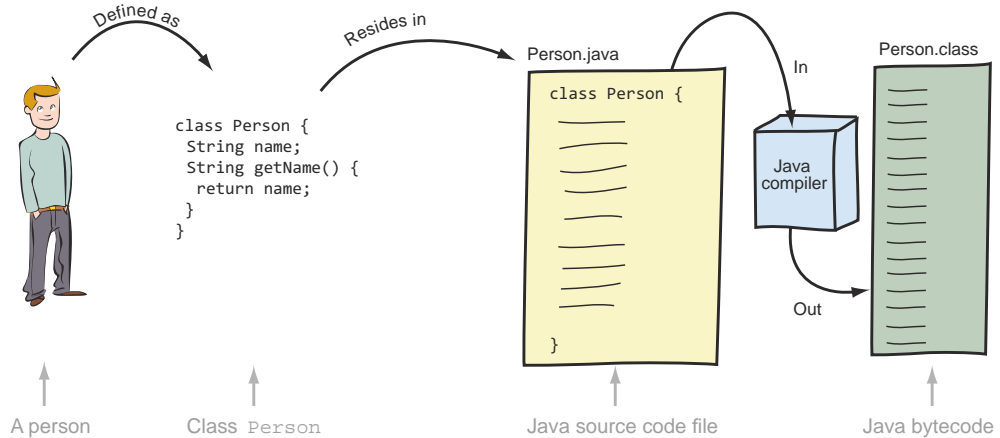 Defined as
class Person {
String name;
String getName() {
return name;
}
}
Resides in
Person.java
class Person {
}
In
Java
compiler
Out
Person.class
A person
Class Person
Java source code file
Java bytecode